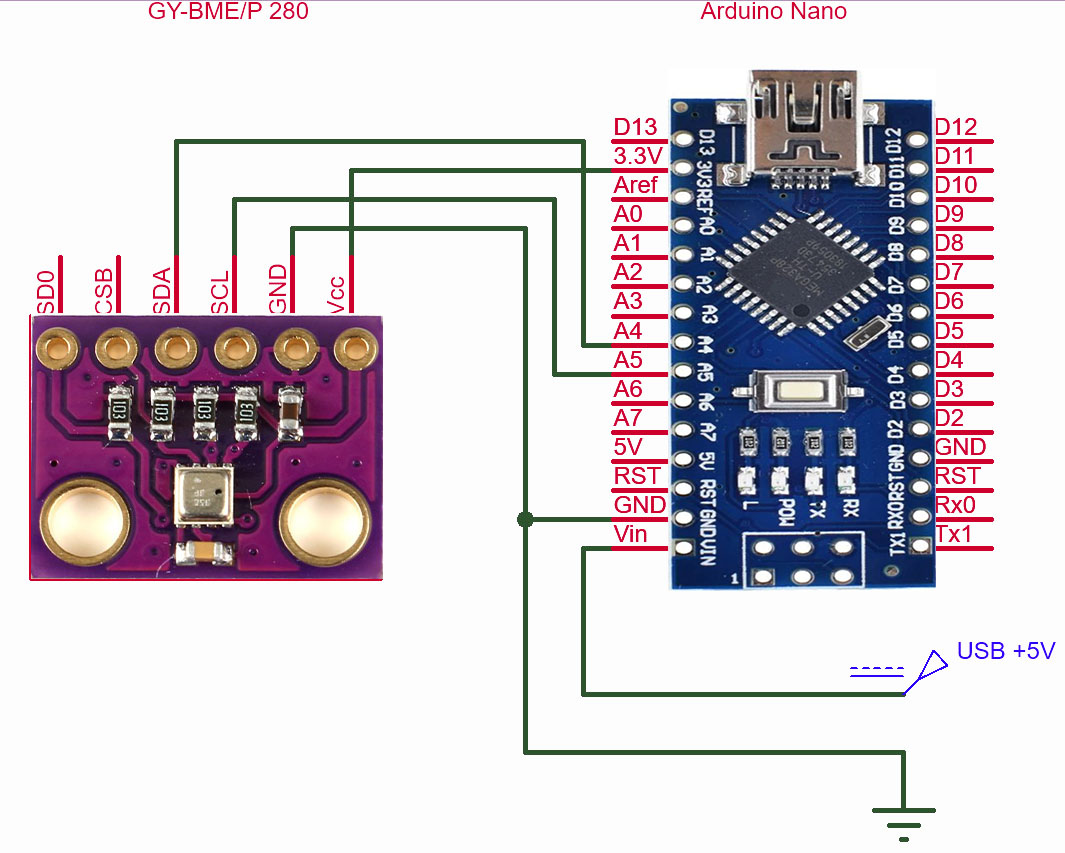 GY-BME/P 280
Arduino Nano
SD0
CSB
SDA
SCL
GND
Vcc
103
103
103
103
D13
3.3V
Aref
A0
A1
A2
A3
A4
A5
A6
A7
5V
RST
GND
Vin
D13
3V3
REF
A0
A1
A2
A3
A4
A5
A6
A7
5V
RST
GND
VIN
L
POW
TX
RX
1
D12
D11
D10
D9
D8
D7
D6
D5
D4
D3
D2
GND
RST
RX0
TX1
D12
D11
D10
D9
D8
D7
D6
D5
D4
D3
D2
GND
RST
Rx0
Tx1
USB +5V